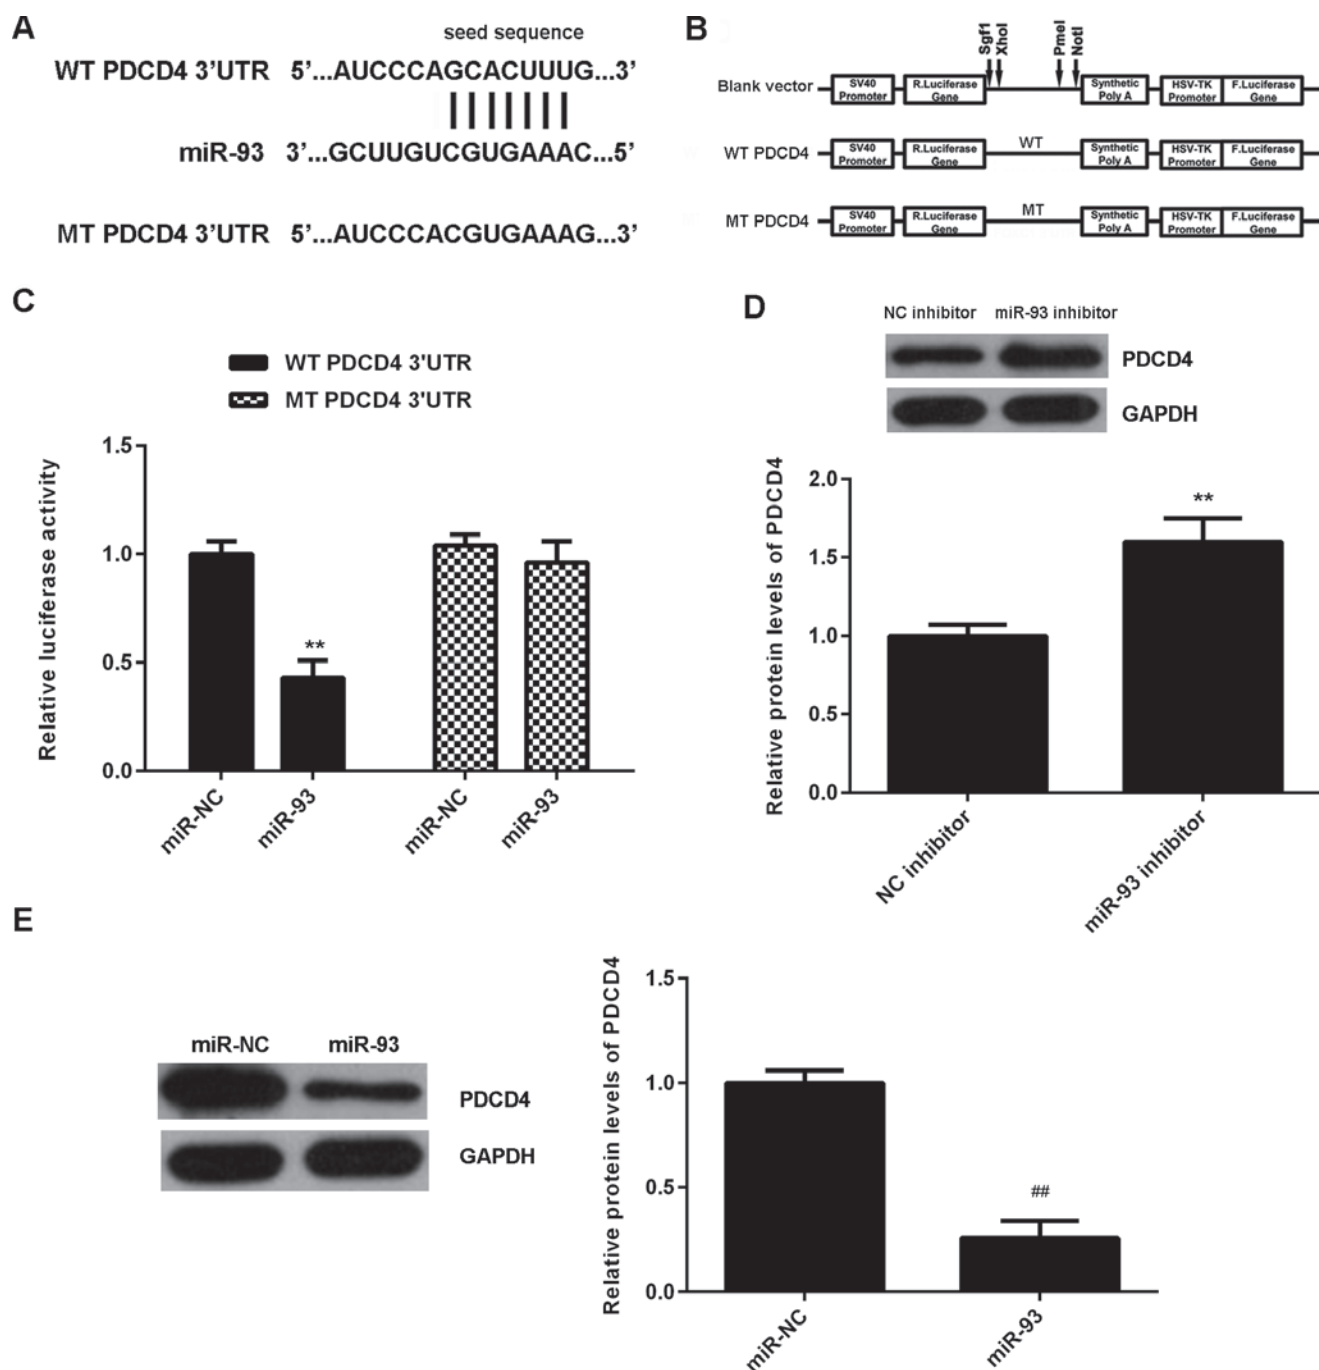 A
seed sequence
WT PDCD4 3’UTR 5’...AUCCCAGCACUUUG...3’
miR-93 3’...GCUUGUCGUGAAAC...5’
MT PDCD4 3’UTR 5’...AUCCCACGUGAAAG...3’
B
Sgf1
XhoI
PmeI
NotI
Blank vector
SV40 Promoter
R.Luciferase Gene
Synthetic Poly A
HSV-TK Promoter
F.Luciferase Gene
WT PDCD4
SV40 Promoter
R.Luciferase Gene
WT
Synthetic Poly A
HSV-TK Promoter
F.Luciferase Gene
MT PDCD4
SV40 Promoter
R.Luciferase Gene
MT
Synthetic Poly A
HSV-TK Promoter
F.Luciferase Gene
C
WT PDCD4 3'UTR
MT PDCD4 3'UTR
Relative luciferase activity
1.5
1.0
0.5
0.0
**
miR-NC
miR-93
miR-NC
miR-93
D
NC inhibitor miR-93 inhibitor
PDCD4
GAPDH
Relative protein levels of PDCD4
2.0
1.5
1.0
0.5
0.0
**
NC inhibitor
miR-93 inhibitor
E
miR-NC miR-93
PDCD4
GAPDH
Relative protein levels of PDCD4
1.5
1.0
0.5
0.0
##
miR-NC
miR-93